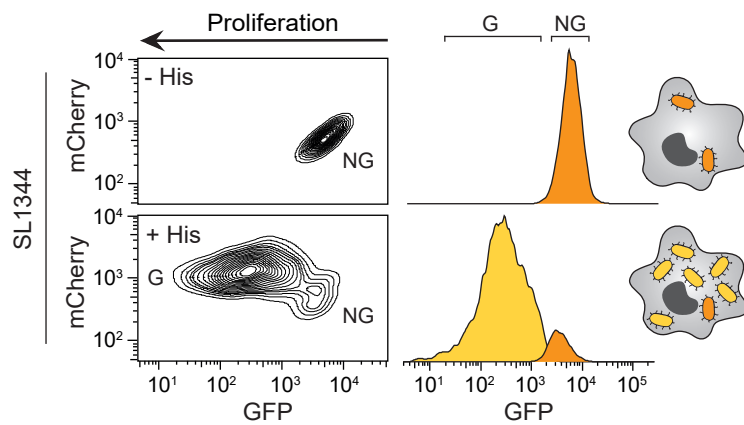 Proliferation
G NG
SL1344
mCherry
10⁴
10³
10²
- His
NG
mCherry
10⁴
10³
10²
+ His
G
NG
10¹ 10² 10³ 10⁴
GFP
10¹ 10² 10³ 10⁴ 10⁵
GFP